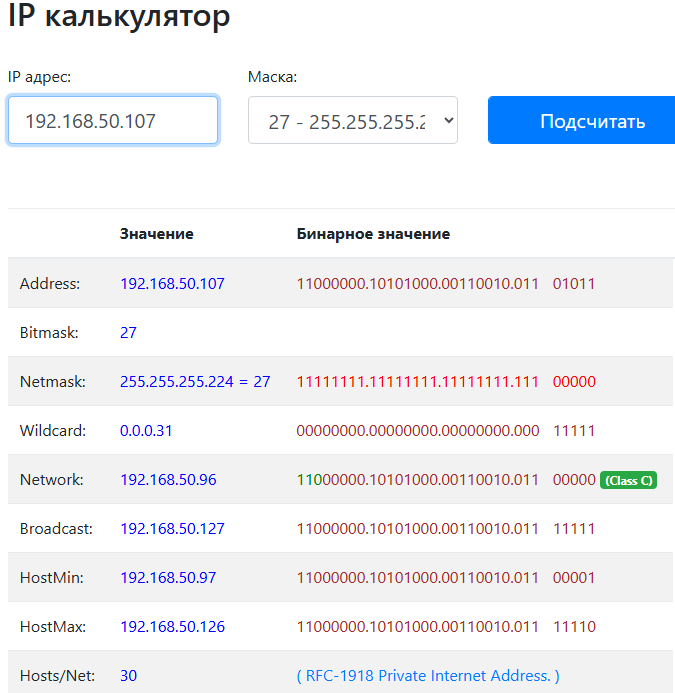 IP калькулятор
IP адрес: Маска:
192.168.50.107 27 - 255.255.255.2 Подсчитать
Значение Бинарное значение
Address: 192.168.50.107 11000000.10101000.00110010.011 01011
Bitmask: 27
Netmask: 255.255.255.224 = 27 11111111.11111111.11111111.111 00000
Wildcard: 0.0.0.31 00000000.00000000.00000000.000 11111
Network: 192.168.50.96 11000000.10101000.00110010.011 00000 (Class C)
Broadcast: 192.168.50.127 11000000.10101000.00110010.011 11111
HostMin: 192.168.50.97 11000000.10101000.00110010.011 00001
HostMax: 192.168.50.126 11000000.10101000.00110010.011 11110
Hosts/Net: 30 ( RFC-1918 Private Internet Address. )